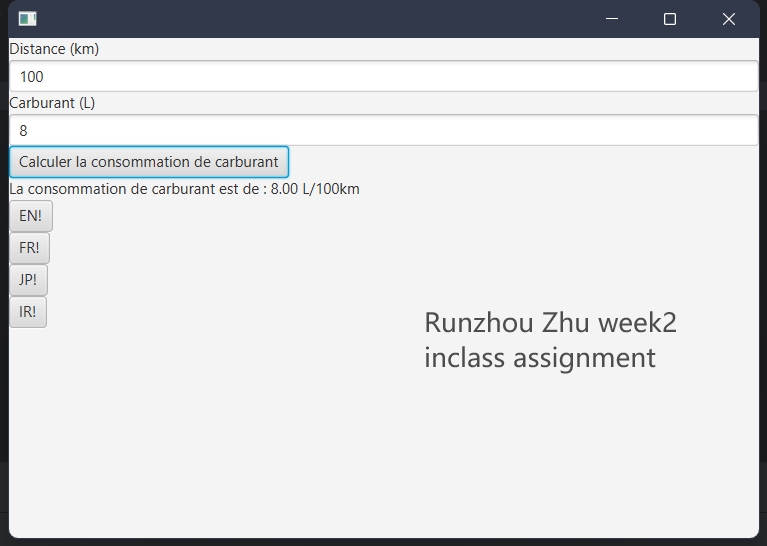 Distance (km)
100
Carburant (L)
8
Calculer la consommation de carburant
La consommation de carburant est de : 8.00 L/100km
EN!
FR!
JP!
IR!
Runzhou Zhu week2
inclass assignment